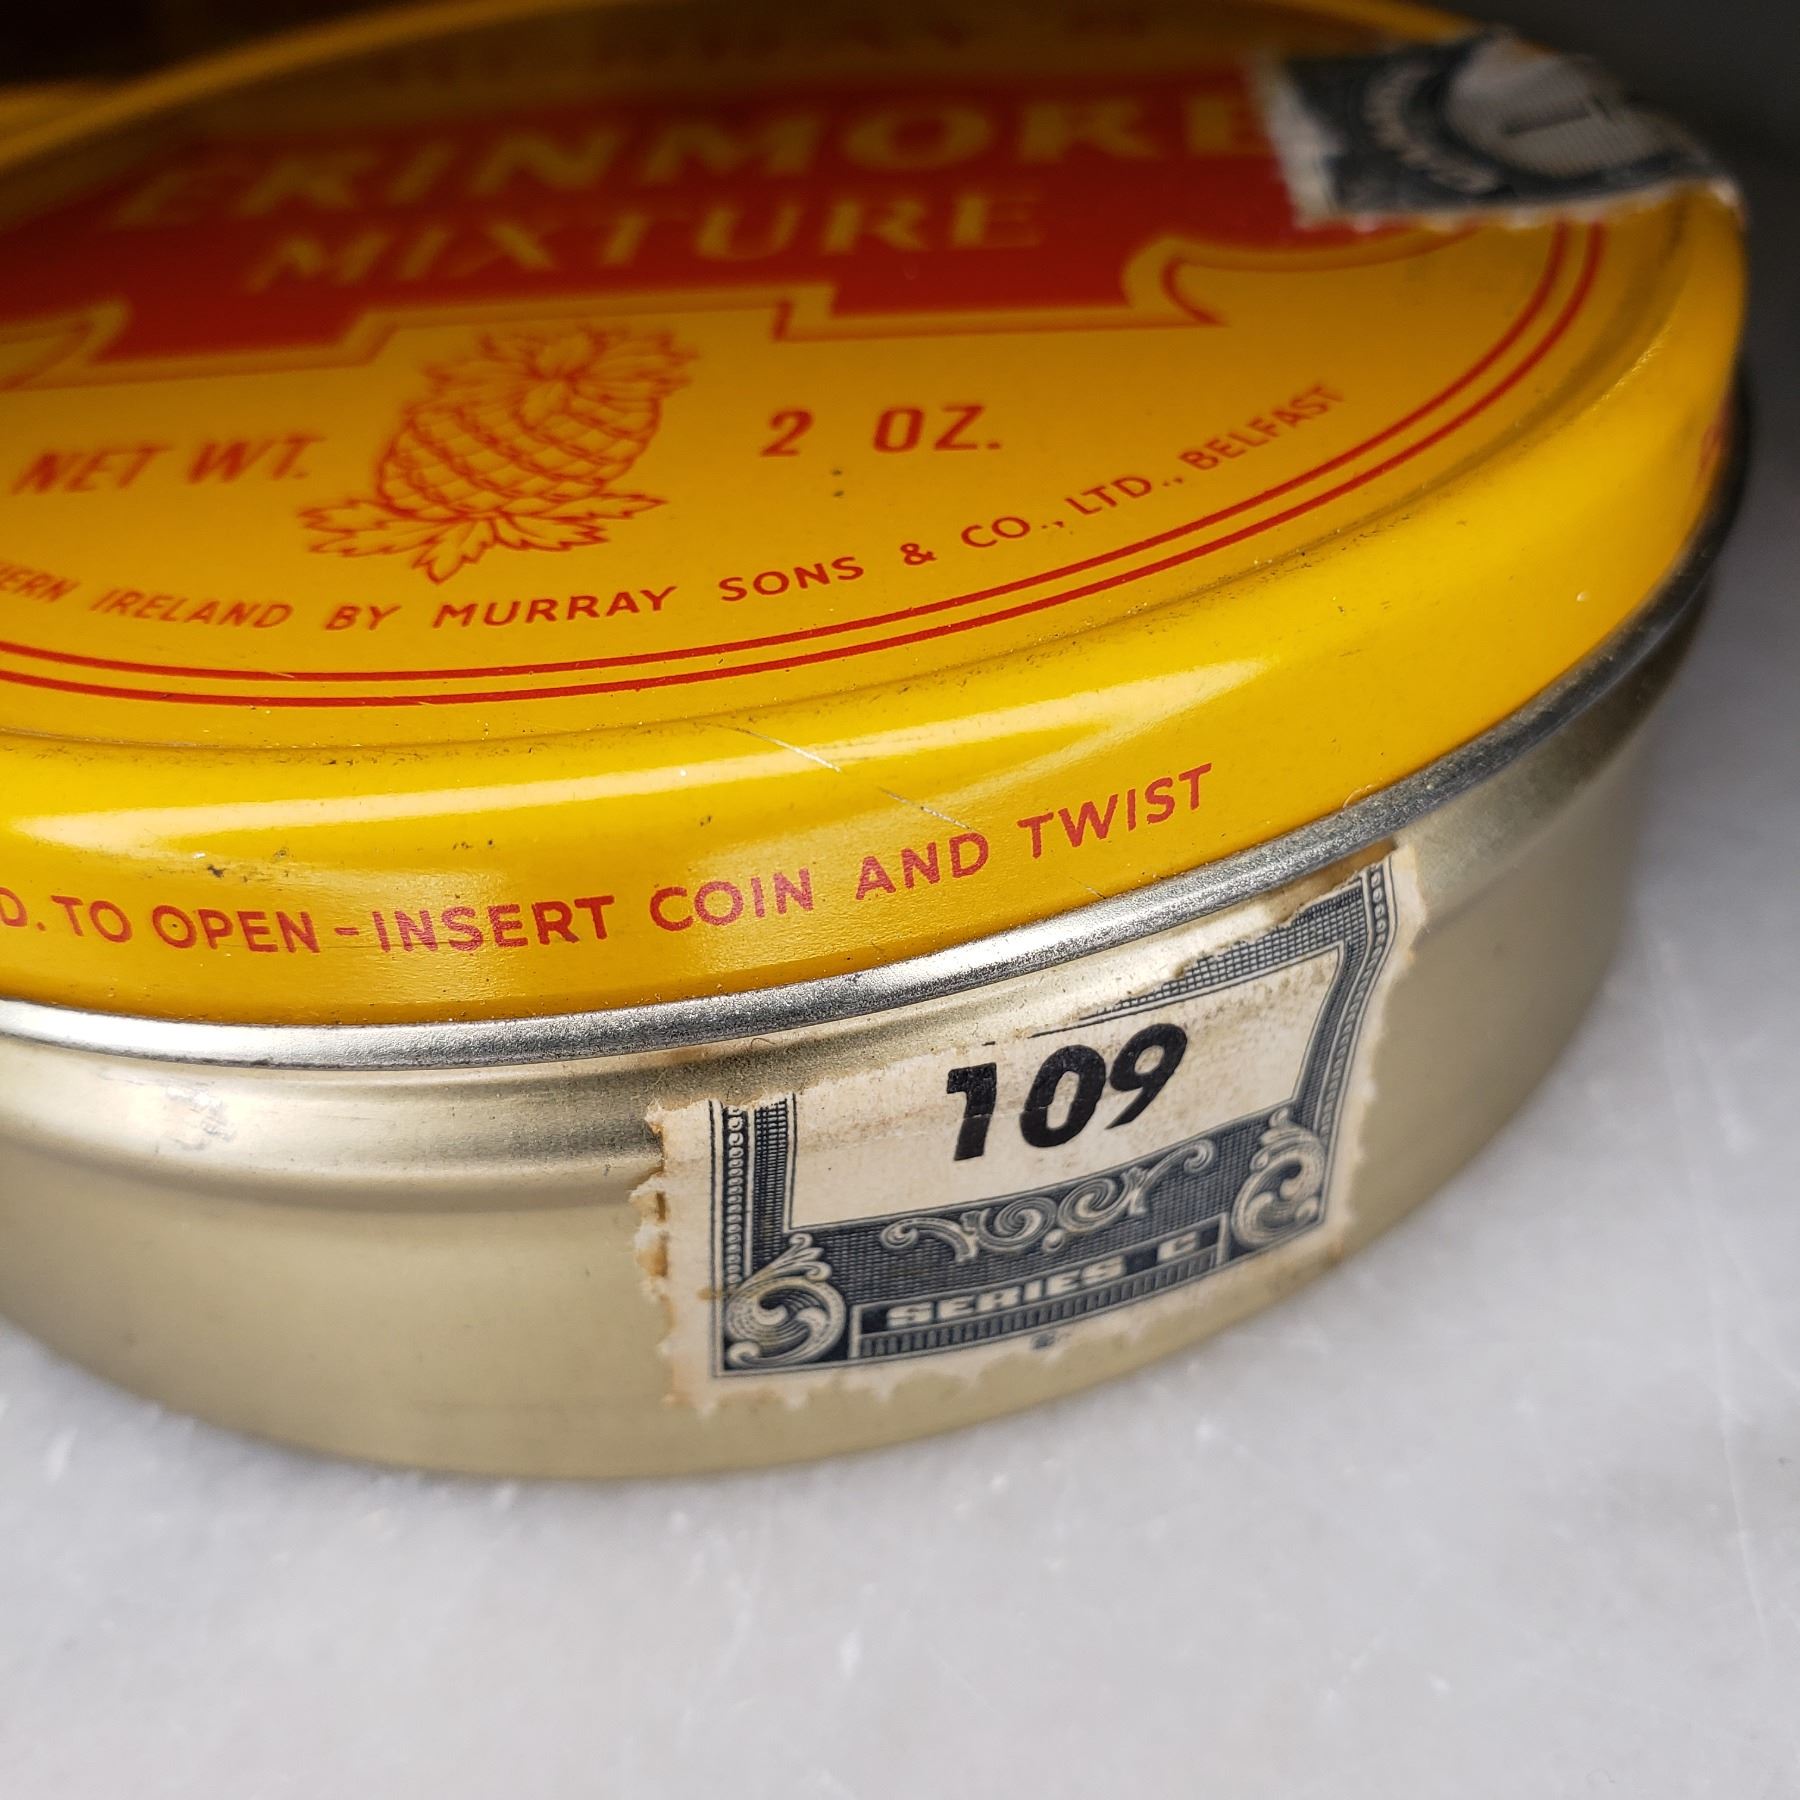 ERINMORE
MIXTURE
NET WT. 2 OZ.
IRELAND BY MURRAY SONS & CO., LTD., BELFAST
TO OPEN - INSERT COIN AND TWIST
109
SERIES C